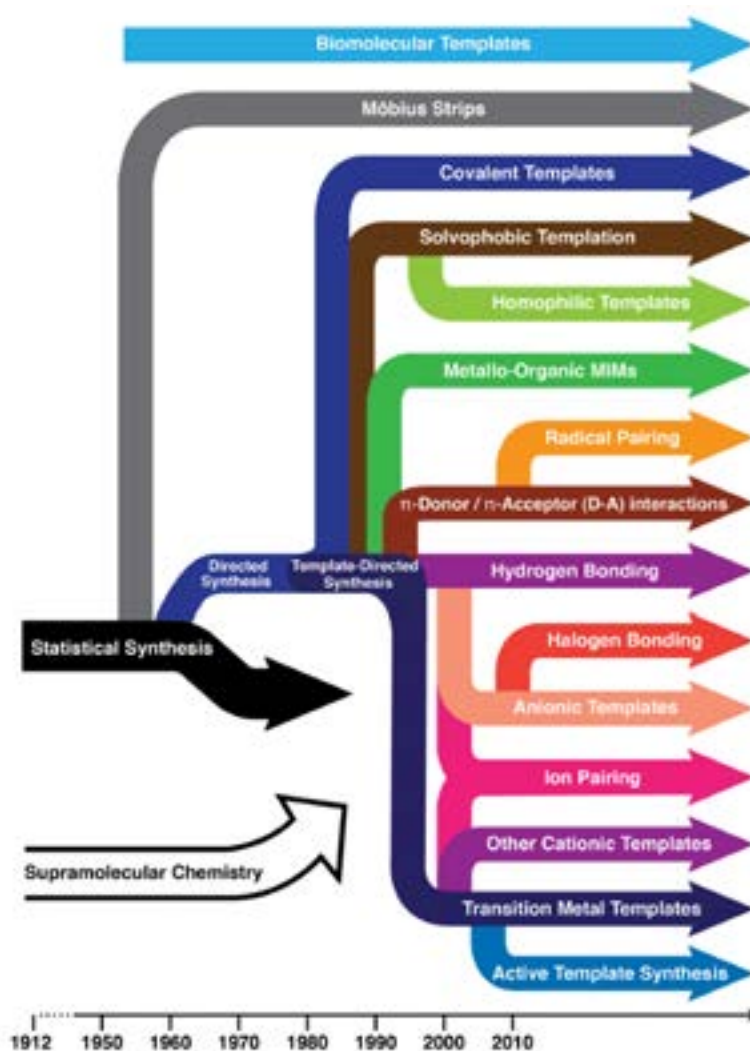 Biomolecular Templates
Möbius Strips
Covalent Templates
Solvophobic Templation
Homophilic Templates
Metallo-Organic MIMs
Radical Pairing
π-Donor / π-Acceptor (D-A) interactions
Directed
Synthesis
Template-Directed
Synthesis
Hydrogen Bonding
Statistical Synthesis
Halogen Bonding
Anionic Templates
Ion Pairing
Other Cationic Templates
Supramolecular Chemistry
Transition Metal Templates
Active Template Synthesis
1912 1950 1960 1970 1980 1990 2000 2010